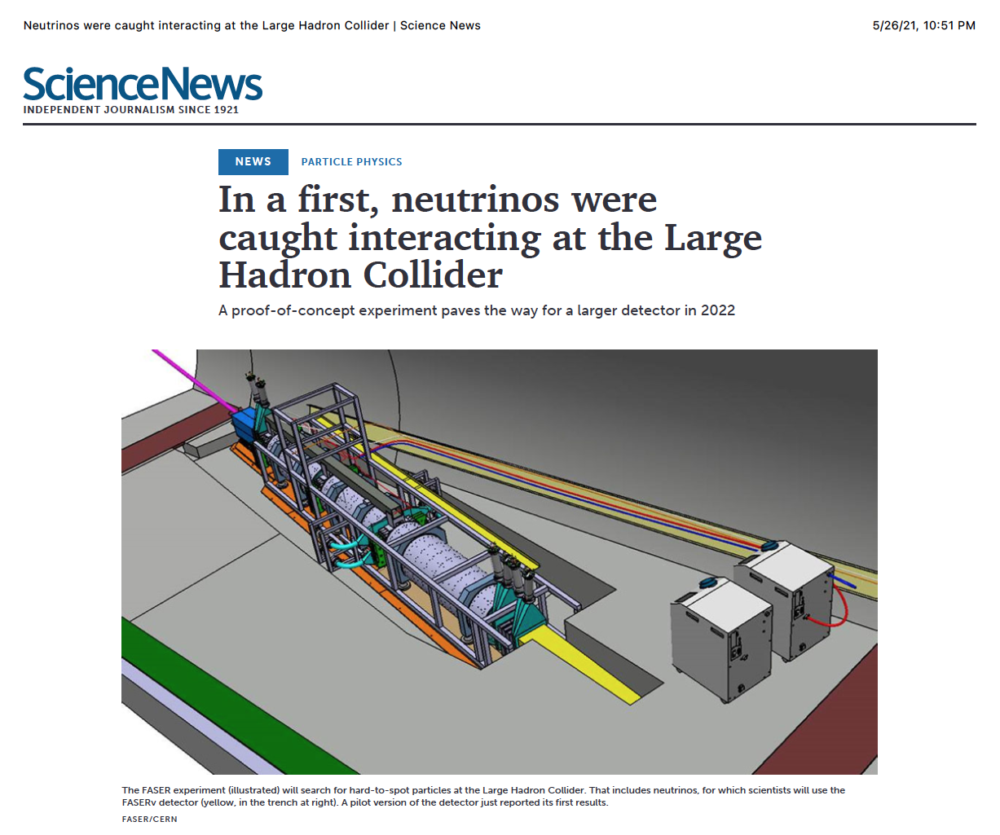 Neutrinos were caught interacting at the Large Hadron Collider | Science News
5/26/21, 10:51 PM
ScienceNews
INDEPENDENT JOURNALISM SINCE 1921
NEWS
PARTICLE PHYSICS
In a first, neutrinos were
caught interacting at the Large
Hadron Collider
A proof-of-concept experiment paves the way for a larger detector in 2022
The FASER experiment (illustrated) will search for hard-to-spot particles at the Large Hadron Collider. That includes neutrinos, for which scientists will use the
FASERν detector (yellow, in the trench at right). A pilot version of the detector just reported its first results.
FASER/CERN